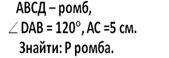 АВСД – ромб,
∠DAB = 120°, AC =5 см.
Знайти: Р ромба.